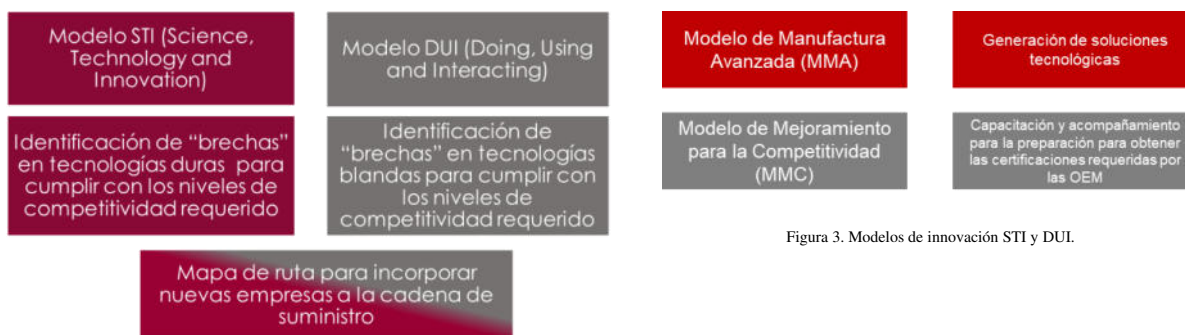 Modelo STI (Science,
Technology and
Innovation)
Modelo DUI (Doing, Using
and Interacting)
Identificación de “brechas”
en tecnologías duras para
cumplir con los niveles de
competitividad requerido
Identificación de
“brechas” en tecnologías
blandas para cumplir con
los niveles de
competitividad requerido
Mapa de ruta para incorporar
nuevas empresas a la cadena de
suministro
Modelo de Manufactura
Avanzada (MMA)
Generación de soluciones
tecnológicas
Modelo de Mejoramiento
para la Competitividad
(MMC)
Capacitación y acompañamiento
para la preparación para obtener
las certificaciones requeridas por
las OEM
Figura 3. Modelos de innovación STI y DUI.